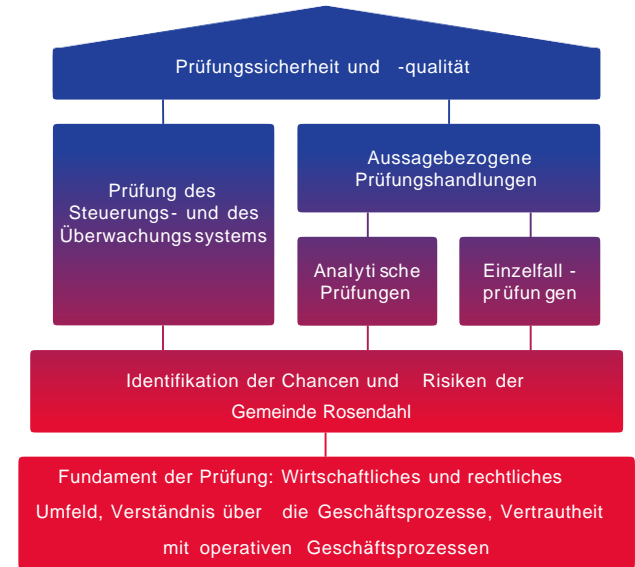 Prüfungssicherheit und -qualität
Prüfung des
Steuerungs- und des
Überwachungssystems
Aussagebezogene
Prüfungshandlungen
Analytische
Prüfungen
Einzelfall -
prüfungen
Identifikation der Chancen und Risiken der
Gemeinde Rosendahl
Fundament der Prüfung: Wirtschaftliches und rechtliches
Umfeld, Verständnis über die Geschäftsprozesse, Vertrautheit
mit operativen Geschäftsprozessen